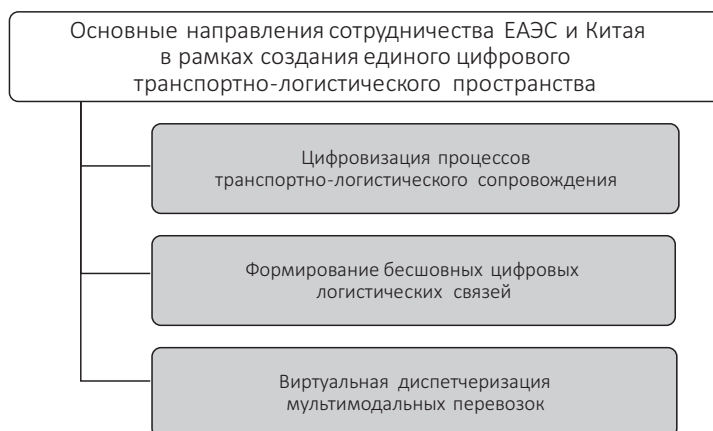 Основные направления сотрудничества ЕАЭС и Китая
в рамках создания единого цифрового
транспортно-логистического пространства
Цифровизация процессов
транспортно-логистического сопровождения
Формирование бесшовных цифровых
логистических связей
Виртуальная диспетчеризация
мультимодальных перевозок